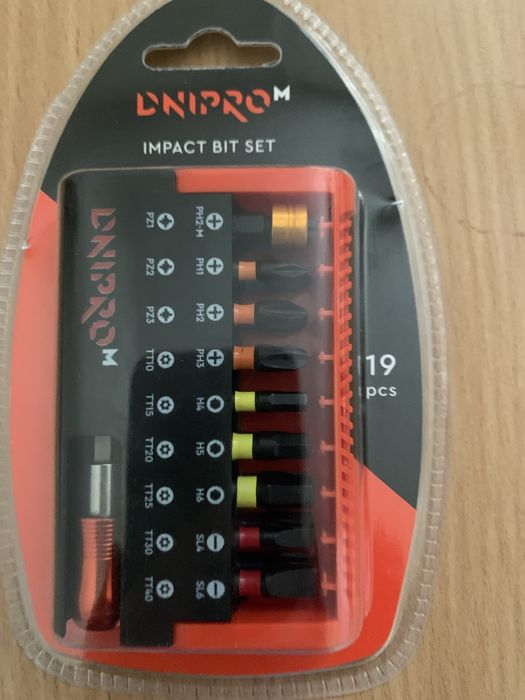 DNIPRO M
IMPACT BIT SET
DNIPRO M
PZ1 PH2-M
PZ2 PH1
PZ3 PH2
TT10 PH3
TT15 H4
TT20 H5
TT25 H6
TT30 SL4
TT40 SL6
19
pcs